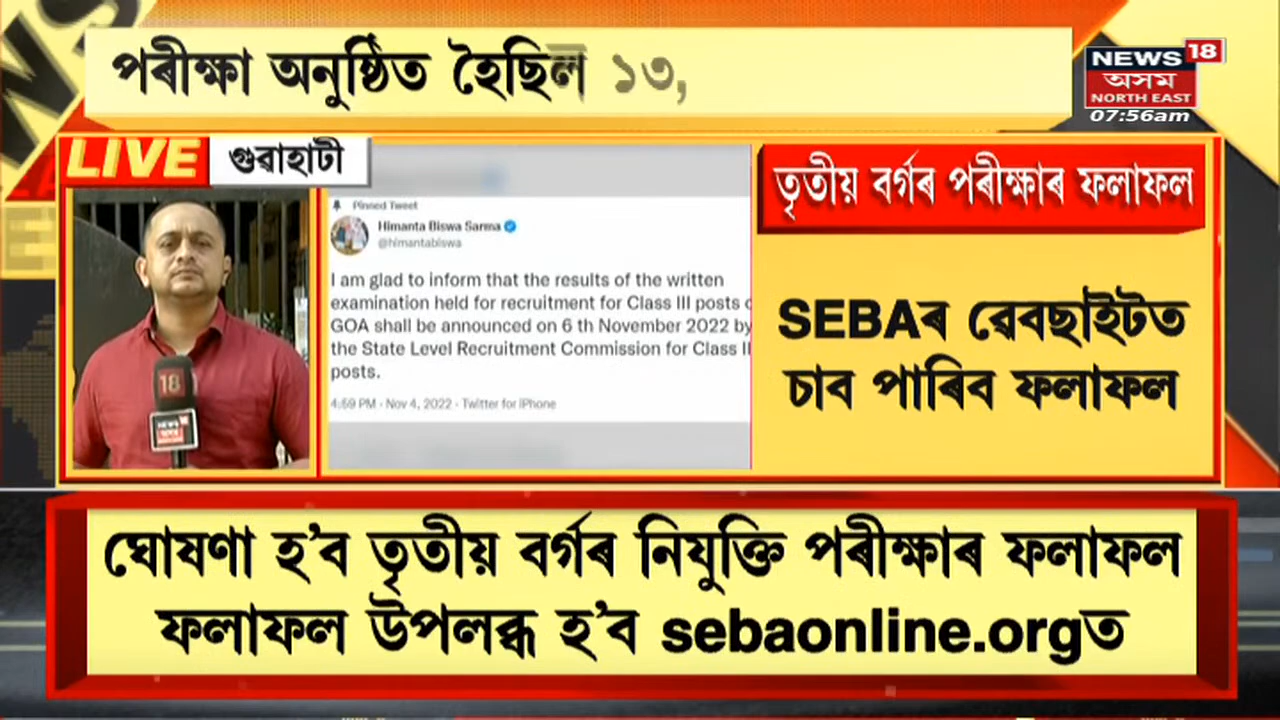 পৰীক্ষা অনুষ্ঠিত হৈছিল ১৩,
NEWS 18
অসম
NORTH EAST
07:56am
LIVE
গুৱাহাটী
তৃতীয় বৰ্গৰ পৰীক্ষাৰ ফলাফল
Pinned Tweet
Himanta Biswa Sarma
@himantabiswa
I am glad to inform that the results of the written
examination held for recruitment for Class III posts
GOA shall be announced on 6 th November 2022 by
the State Level Recruitment Commission for Class
posts.
4:59 PM · Nov 4, 2022 · Twitter for iPhone
SEBAৰ ৱেবছাইটত
চাব পাৰিব ফলাফল
18
ঘোষণা হ’ব তৃতীয় বৰ্গৰ নিযুক্তি পৰীক্ষাৰ ফলাফল
ফলাফল উপলব্ধ হ’ব sebaonline.orgত